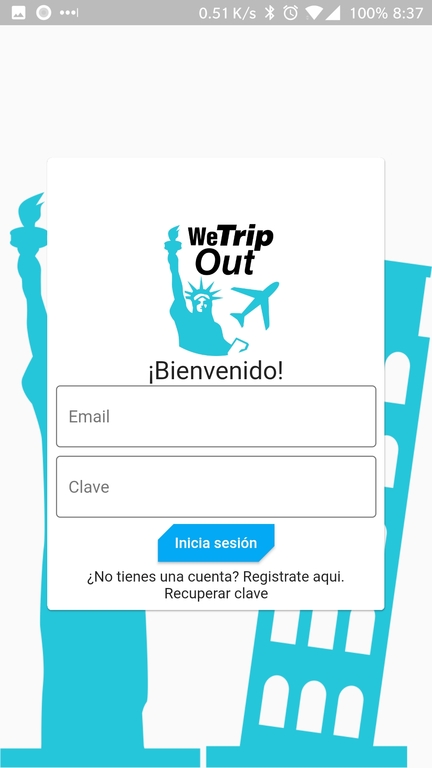 0.51 K/s 100% 8:37
WeTrip
Out
¡Bienvenido!
Email
Clave
Inicia sesión
¿No tienes una cuenta? Registrate aqui.
Recuperar clave